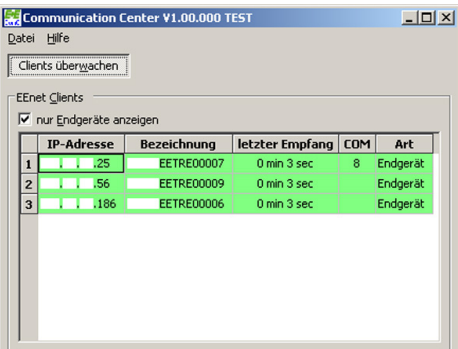 Communication Center V1.00.000 TEST
Datei Hilfe
Clients überwachen
EEnet Clients
nur Endgeräte anzeigen
IP-Adresse Bezeichnung letzter Empfang COM Art
1 . . .25 EETRE00007 0 min 3 sec 8 Endgerät
2 . . .56 EETRE00009 0 min 3 sec Endgerät
3 . . .186 EETRE00006 0 min 3 sec Endgerät